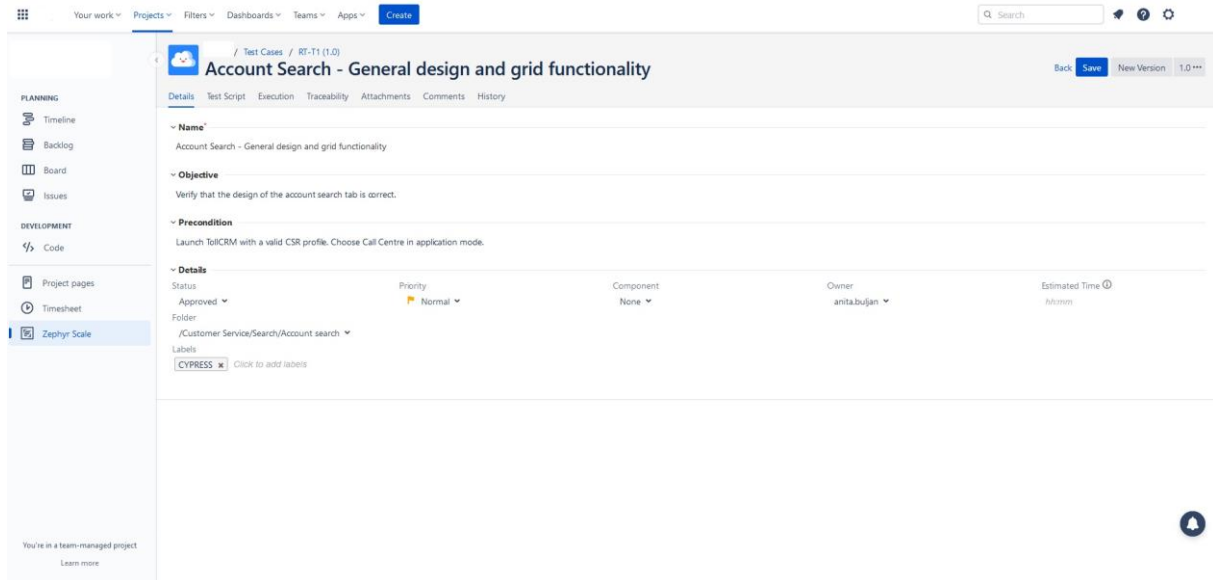 Your work Projects Filters Dashboards Teams Apps Create Search
/ Test Cases / RT-T1 (1.0)
Account Search - General design and grid functionality
Back Save New Version 1.0
Details Test Script Execution Traceability Attachments Comments History
PLANNING
Timeline
Backlog
Board
Issues
DEVELOPMENT
Code
Project pages
Timesheet
Zephyr Scale
You're in a team-managed project
Learn more
Name*
Account Search - General design and grid functionality
Objective
Verify that the design of the account search tab is correct.
Precondition
Launch TollCRM with a valid CSR profile. Choose Call Centre in application mode.
Details
Status Priority Component Owner Estimated Time
Approved Normal None anita.buljan hh:mm
Folder
/Customer Service/Search/Account search
Labels
CYPRESS Click to add labels